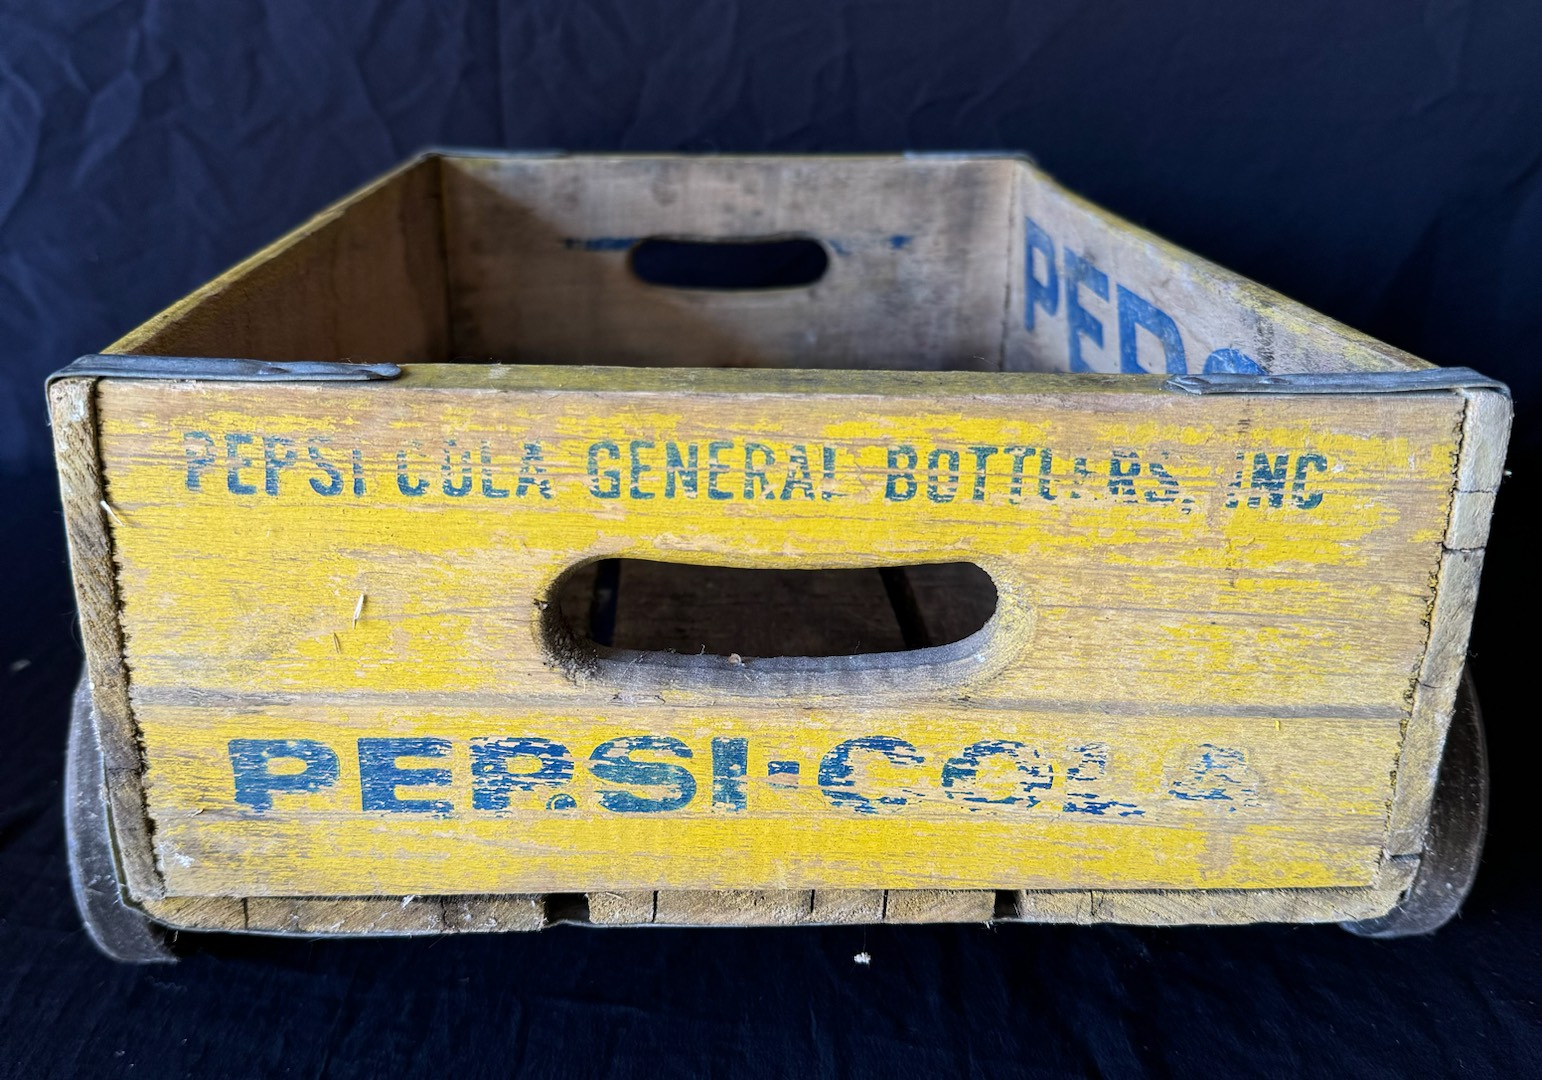 PEPSI COLA GENERAL BOTTLERS, INC
PEPSI·COLA